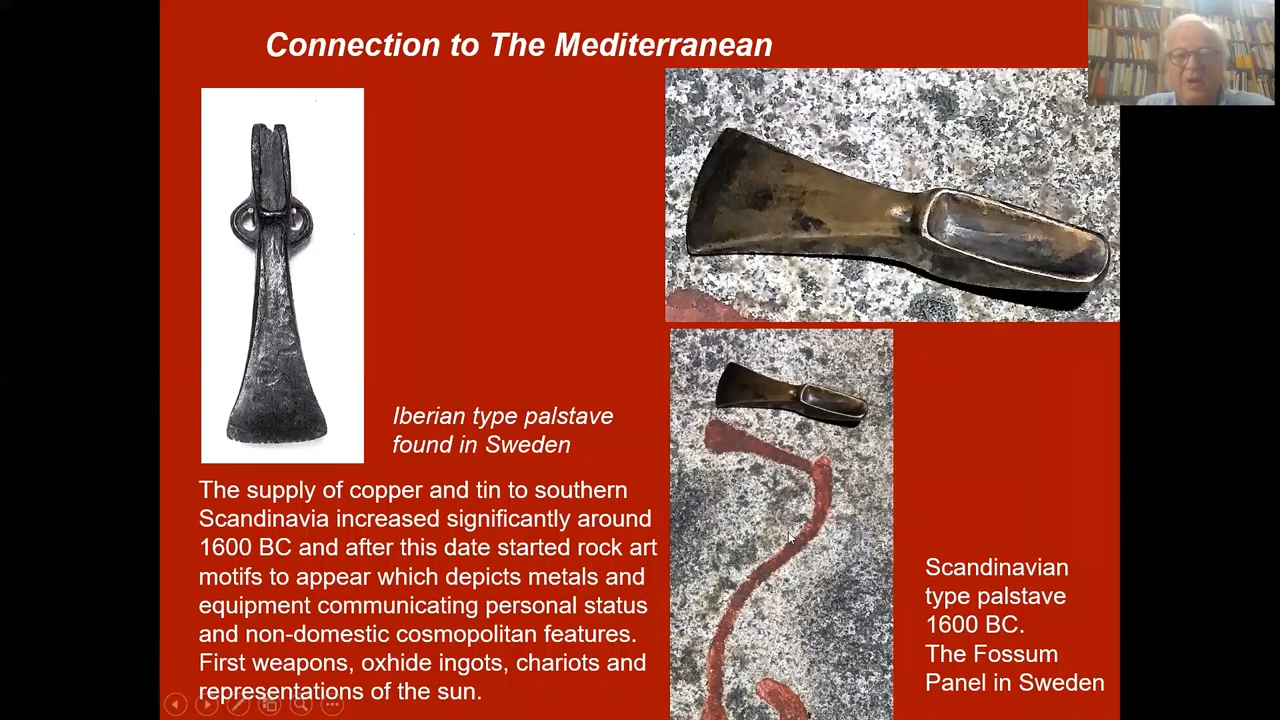 Connection to The Mediterranean
Iberian type palstave
found in Sweden
The supply of copper and tin to southern
Scandinavia increased significantly around
1600 BC and after this date started rock art
motifs to appear which depicts metals and
equipment communicating personal status
and non-domestic cosmopolitan features.
First weapons, oxhide ingots, chariots and
representations of the sun.
Scandinavian
type palstave
1600 BC.
The Fossum
Panel in Sweden